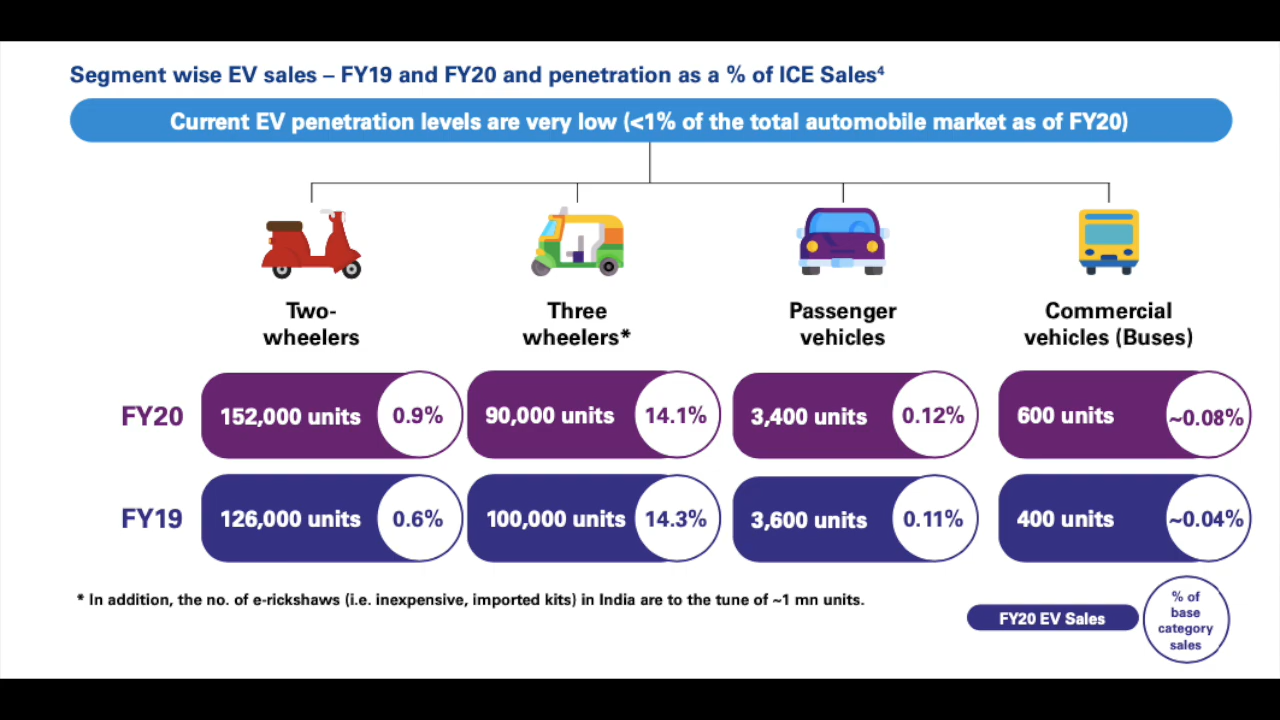 Segment wise EV sales – FY19 and FY20 and penetration as a % of ICE Sales⁴
Current EV penetration levels are very low (<1% of the total automobile market as of FY20)
Two-
wheelers
Three
wheelers*
Passenger
vehicles
Commercial
vehicles (Buses)
FY20 152,000 units 0.9% 90,000 units 14.1% 3,400 units 0.12% 600 units ~0.08%
FY19 126,000 units 0.6% 100,000 units 14.3% 3,600 units 0.11% 400 units ~0.04%
* In addition, the no. of e-rickshaws (i.e. inexpensive, imported kits) in India are to the tune of ~1 mn units.
FY20 EV Sales
% of
base
category
sales